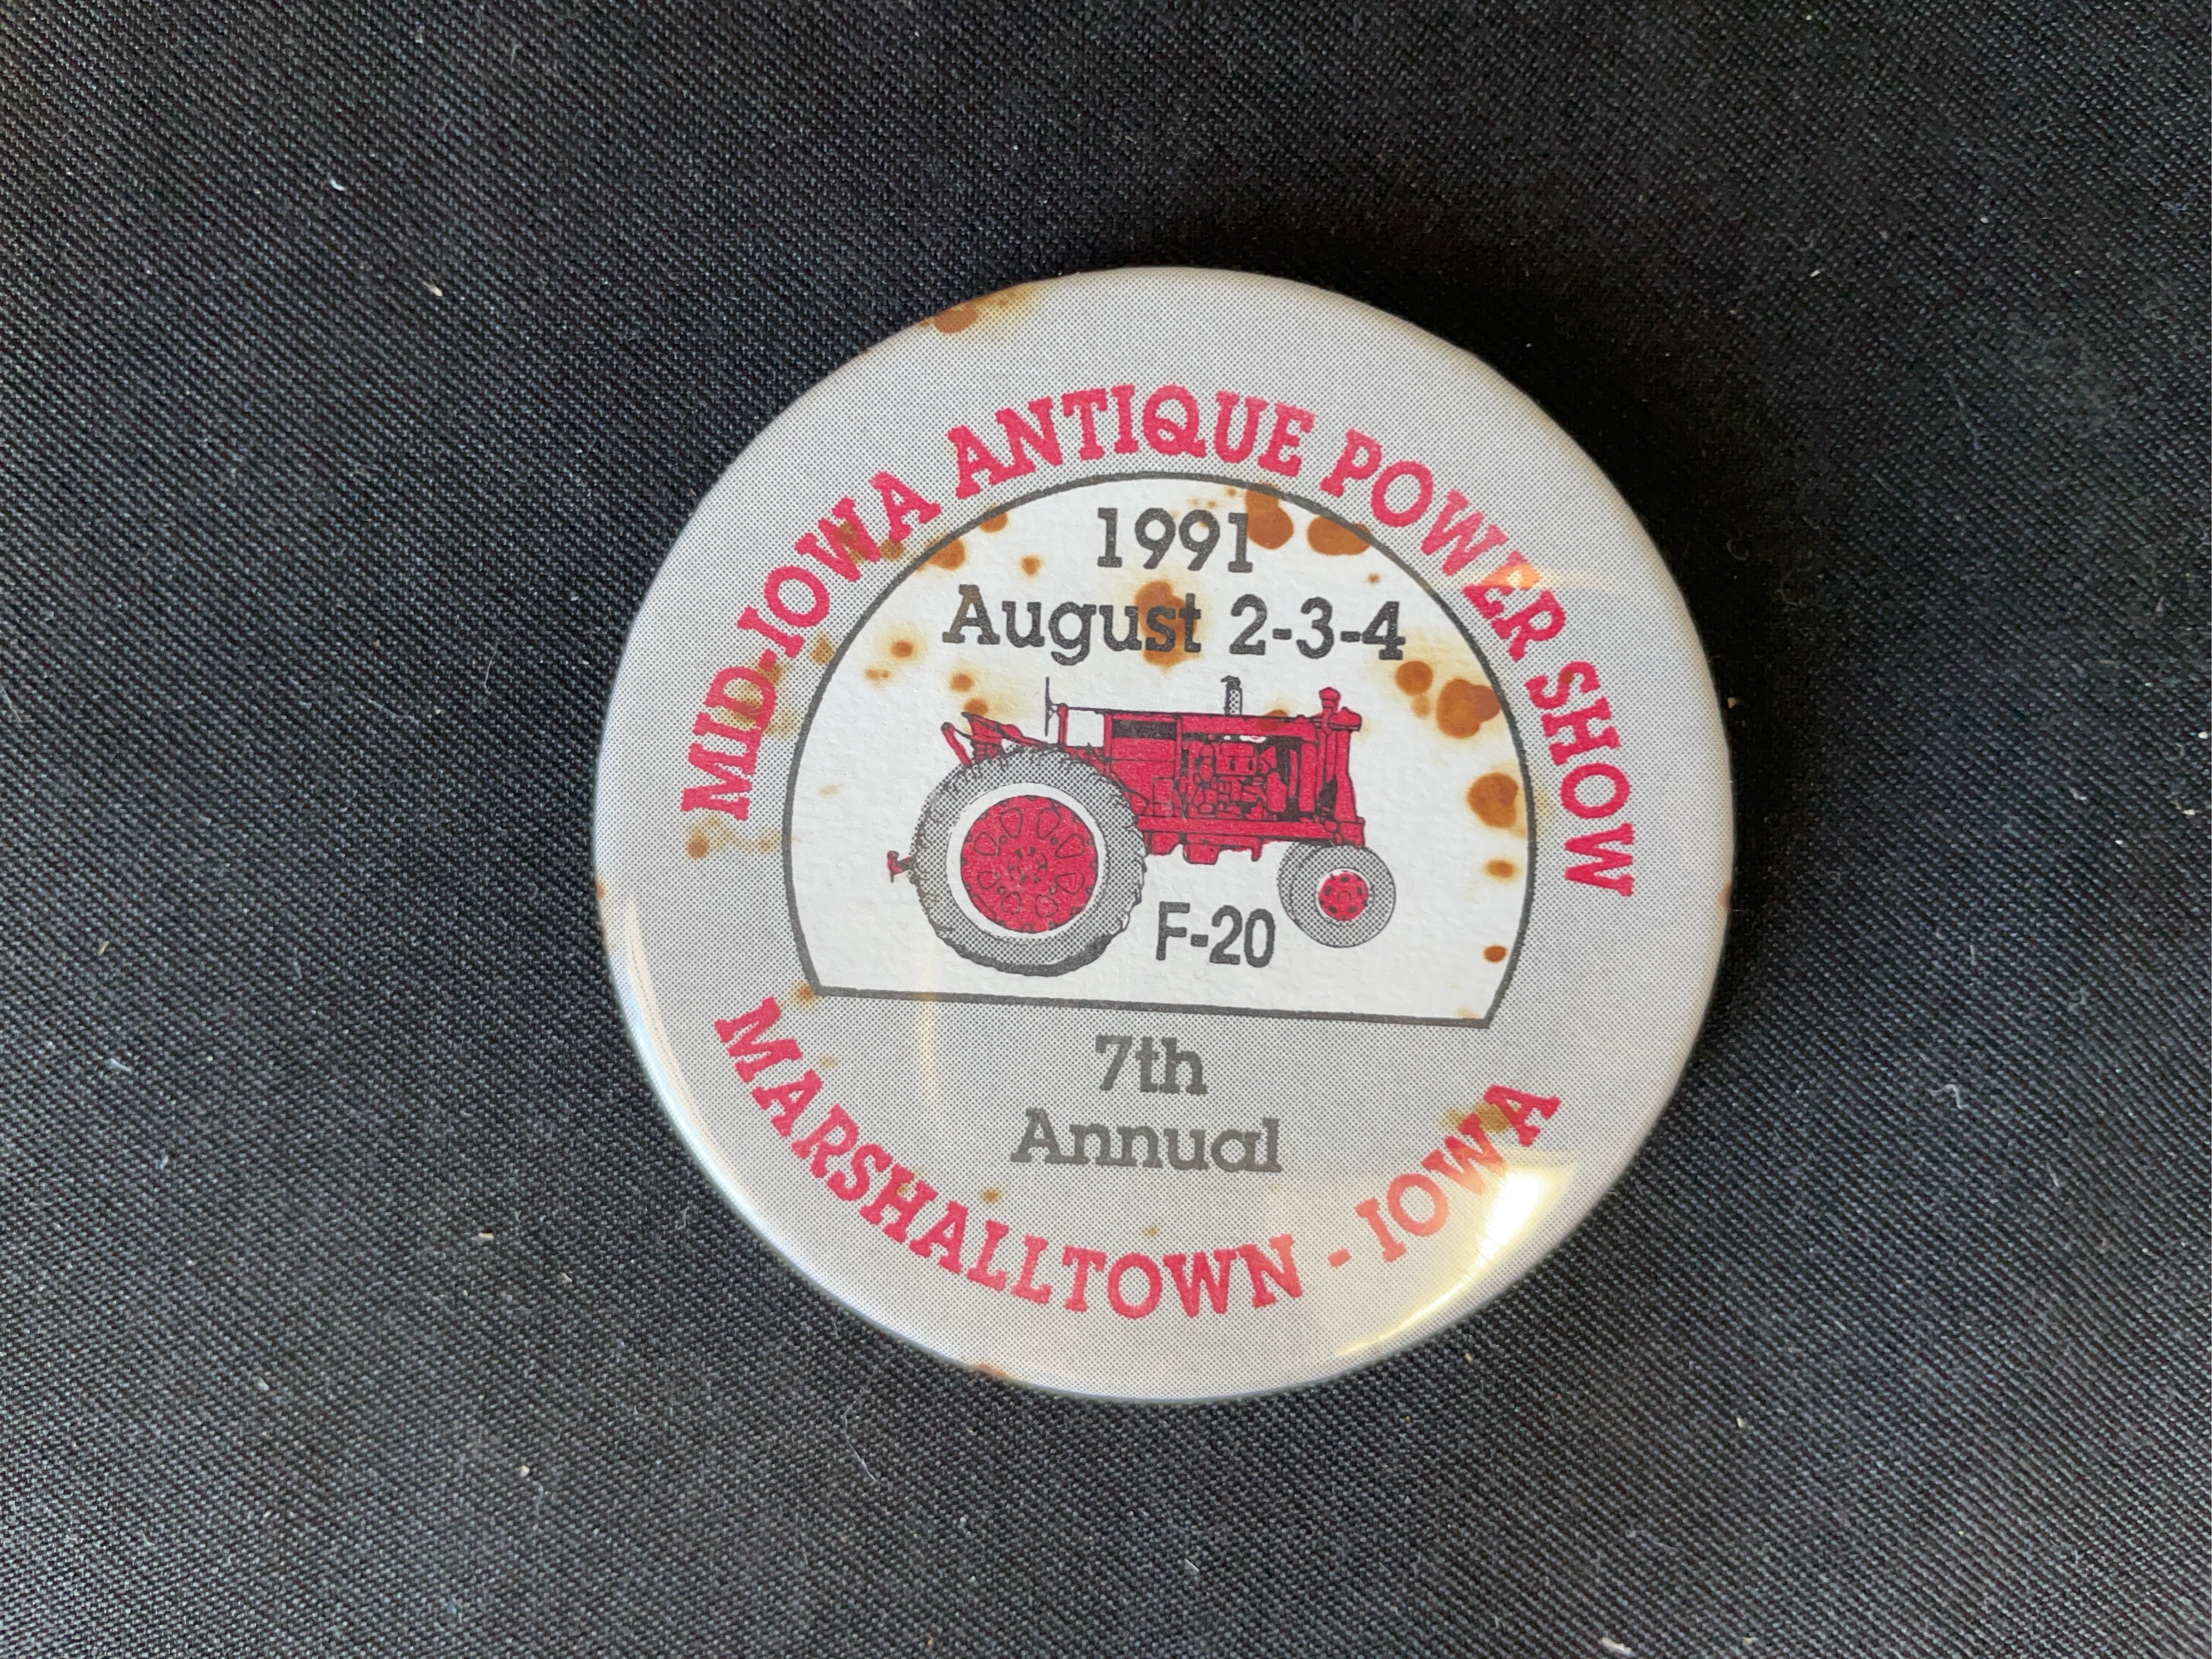 MID-IOWA ANTIQUE POWER SHOW
1991
August 2-3-4
F-20
7th
Annual
MARSHALLTOWN - IOWA